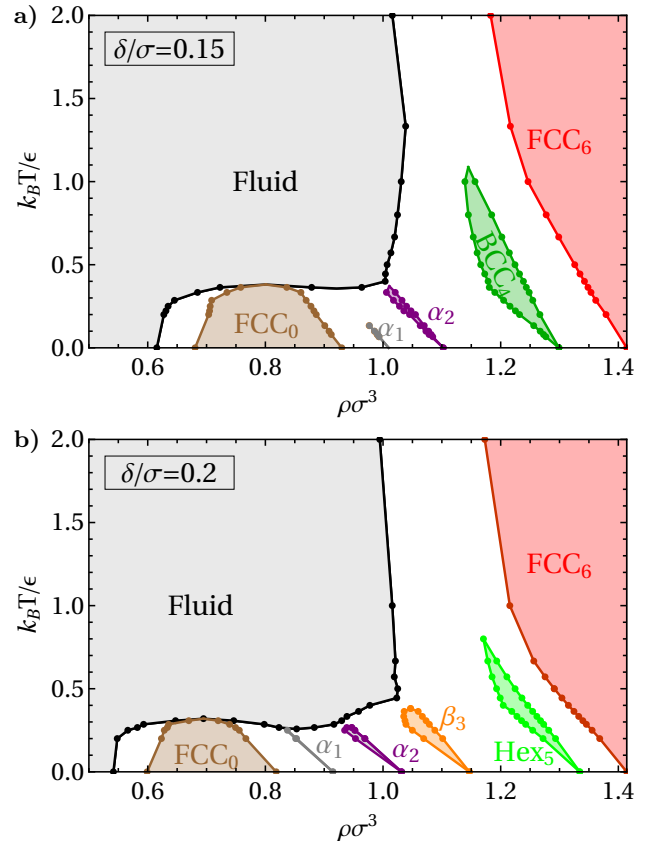 a)
δ/σ=0.15
Fluid
FCC₀
α₁
α₂
BCC₄
FCC₆
k_BT/ϵ
0.0
0.5
1.0
1.5
2.0
0.6
0.8
1.0
1.2
1.4
ρσ³
b)
δ/σ=0.2
Fluid
FCC₀
α₁
α₂
β₃
Hex₅
FCC₆
k_BT/ϵ
0.0
0.5
1.0
1.5
2.0
0.6
0.8
1.0
1.2
1.4
ρσ³